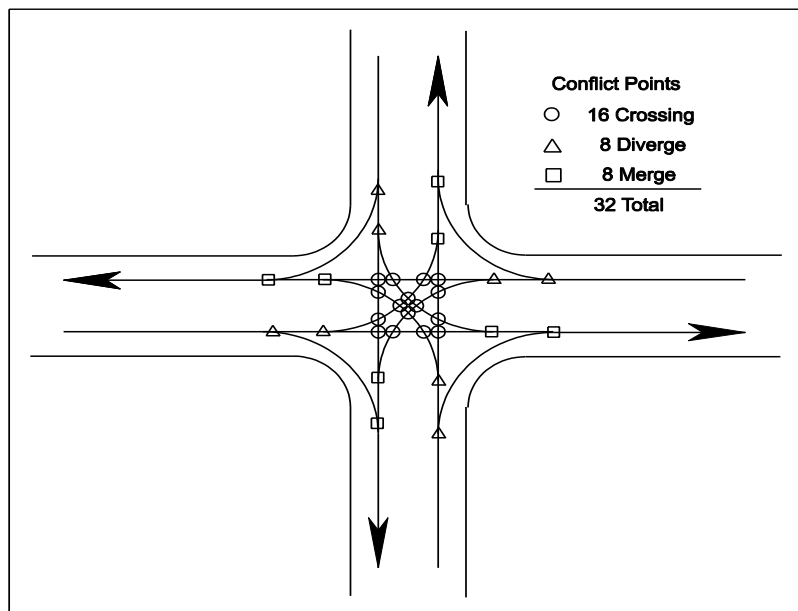 Conflict Points
16 Crossing
8 Diverge
8 Merge
32 Total